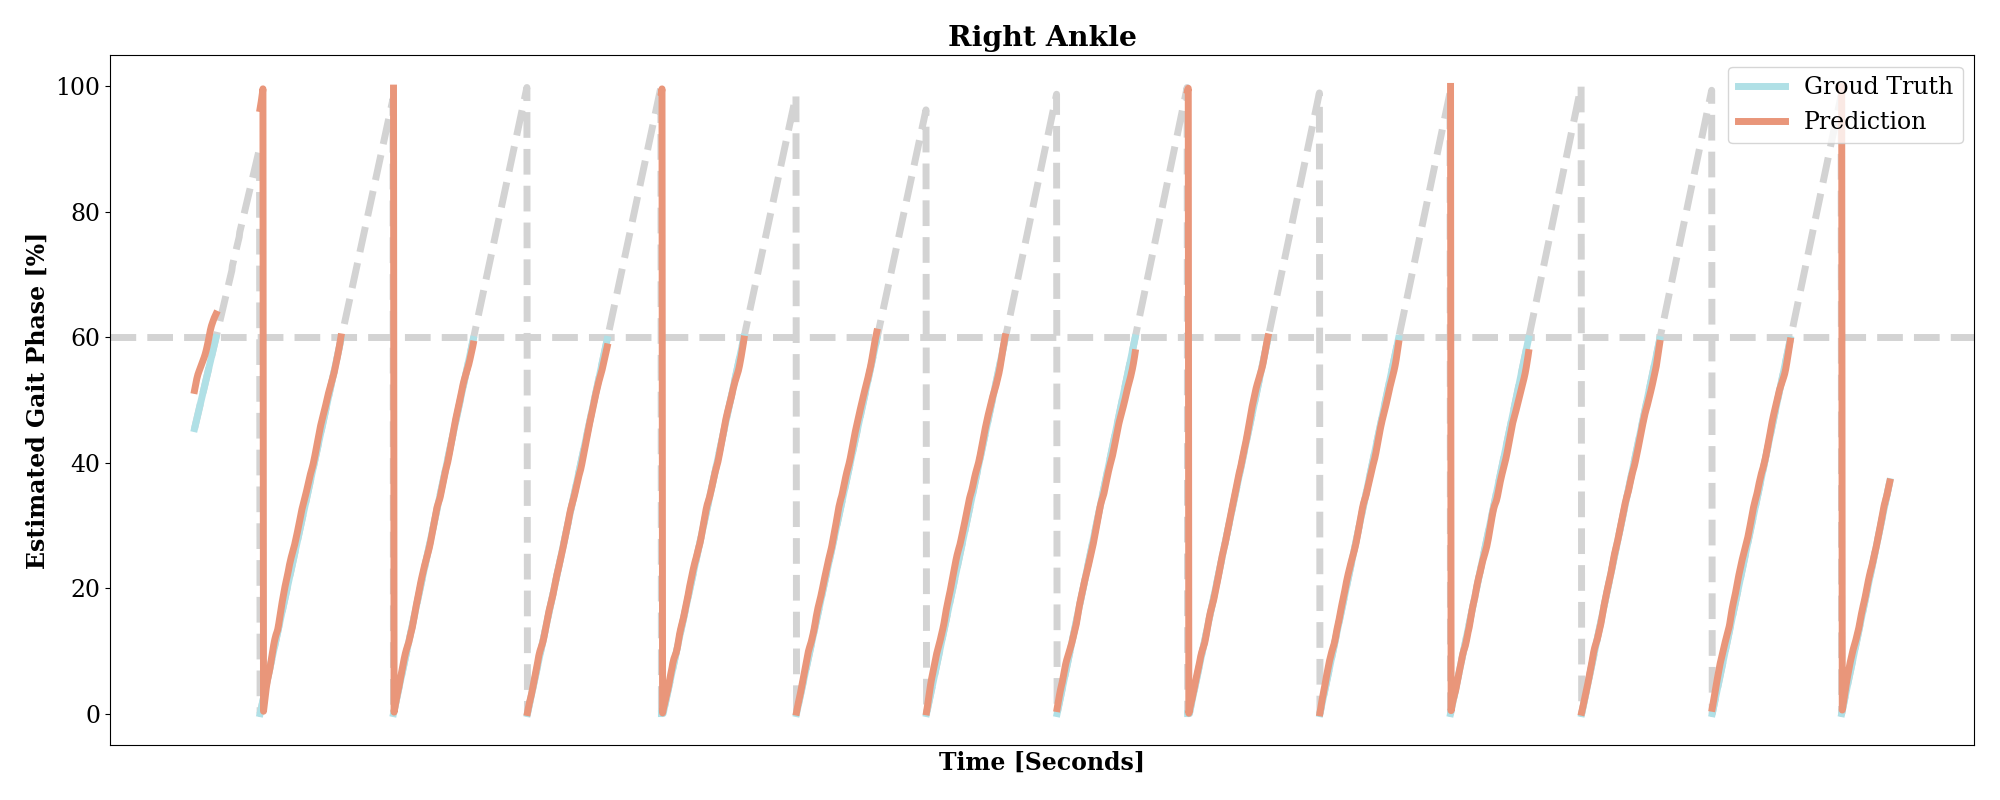 Right Ankle
100
80
60
40
20
0
Estimated Gait Phase [%]
Time [Seconds]
Groud Truth
Prediction